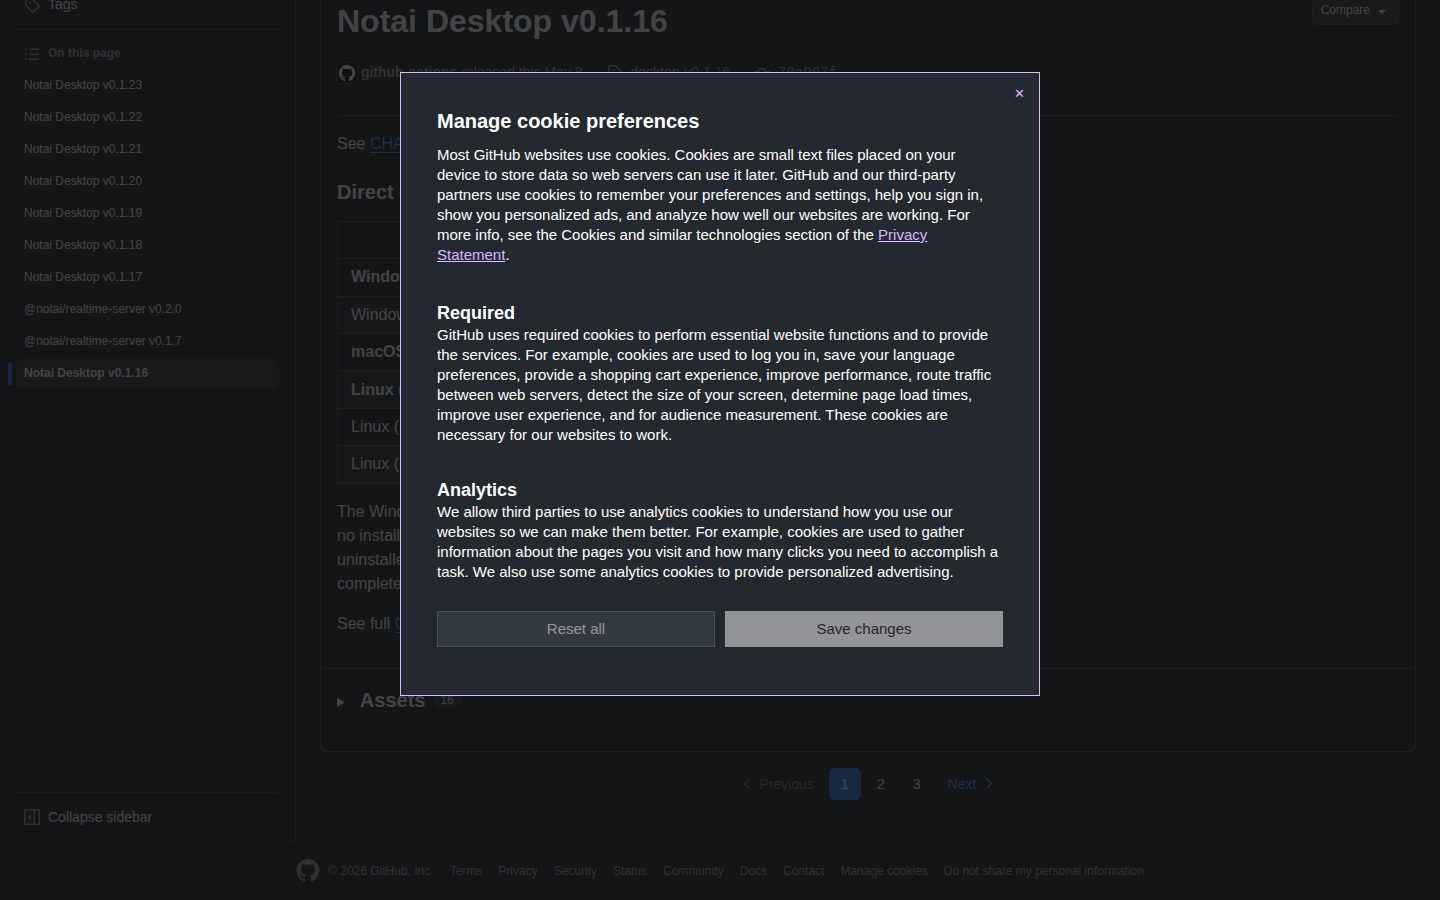 Tags
On this page
Notai Desktop v0.1.23
Notai Desktop v0.1.22
Notai Desktop v0.1.21
Notai Desktop v0.1.20
Notai Desktop v0.1.19
Notai Desktop v0.1.18
Notai Desktop v0.1.17
@notai/realtime-server v0.2.0
@notai/realtime-server v0.1.7
Notai Desktop v0.1.16
Collapse sidebar
Notai Desktop v0.1.16
Compare
github-actions released this May 8
desktop-v0.1.16
See CHA
Direct
Windo
Window
macOS
Linux (
Linux (
Linux (
The Wind
no install
uninstalle
complete
See full
Manage cookie preferences
Most GitHub websites use cookies. Cookies are small text files placed on your
device to store data so web servers can use it later. GitHub and our third-party
partners use cookies to remember your preferences and settings, help you sign in,
show you personalized ads, and analyze how well our websites are working. For
more info, see the Cookies and similar technologies section of the Privacy
Statement.
Required
GitHub uses required cookies to perform essential website functions and to provide
the services. For example, cookies are used to log you in, save your language
preferences, provide a shopping cart experience, improve performance, route traffic
between web servers, detect the size of your screen, determine page load times,
improve user experience, and for audience measurement. These cookies are
necessary for our websites to work.
Analytics
We allow third parties to use analytics cookies to understand how you use our
websites so we can make them better. For example, cookies are used to gather
information about the pages you visit and how many clicks you need to accomplish a
task. We also use some analytics cookies to provide personalized advertising.
Reset all
Save changes
Assets 16
Previous 1 2 3 Next
© 2026 GitHub, Inc. Terms Privacy Security Status Community Docs Contact Manage cookies Do not share my personal information